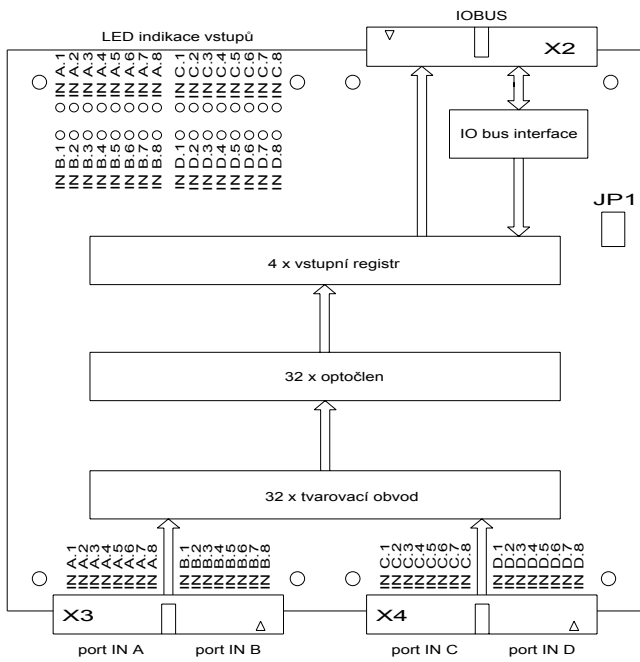 IOBUS
LED indikace vstupů
X2
IN A.1
IN A.2
IN A.3
IN A.4
IN A.5
IN A.6
IN A.7
IN A.8
IN C.1
IN C.2
IN C.3
IN C.4
IN C.5
IN C.6
IN C.7
IN C.8
IN B.1
IN B.2
IN B.3
IN B.4
IN B.5
IN B.6
IN B.7
IN B.8
IN D.1
IN D.2
IN D.3
IN D.4
IN D.5
IN D.6
IN D.7
IN D.8
IO bus interface
JP1
4 x vstupní registr
32 x optočlen
32 x tvarovací obvod
IN A.1
IN A.2
IN A.3
IN A.4
IN A.5
IN A.6
IN A.7
IN A.8
IN B.1
IN B.2
IN B.3
IN B.4
IN B.5
IN B.6
IN B.7
IN B.8
IN C.1
IN C.2
IN C.3
IN C.4
IN C.5
IN C.6
IN C.7
IN C.8
IN D.1
IN D.2
IN D.3
IN D.4
IN D.5
IN D.6
IN D.7
IN D.8
X3
X4
port IN A
port IN B
port IN C
port IN D